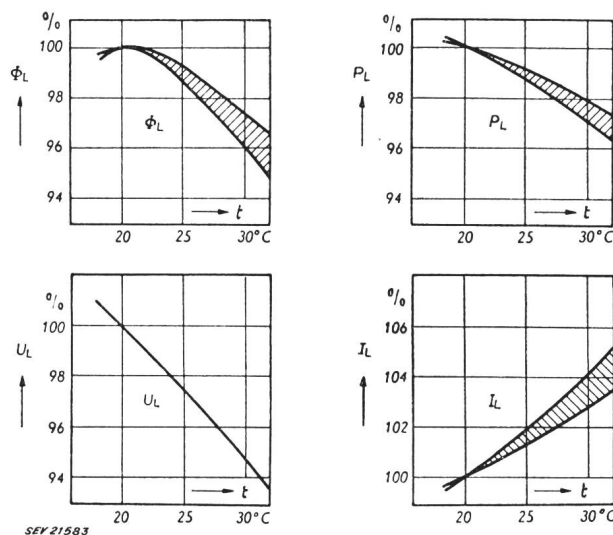 %
100
Φ_L
98
Φ_L
96
94
t
20 25 30°C
%
100
P_L
98
P_L
96
94
t
20 25 30°C
%
100
U_L
98
U_L
96
94
t
20 25 30
%
106
I_L
104
I_L
102
100
t
20 25 30°C
SEV 21583